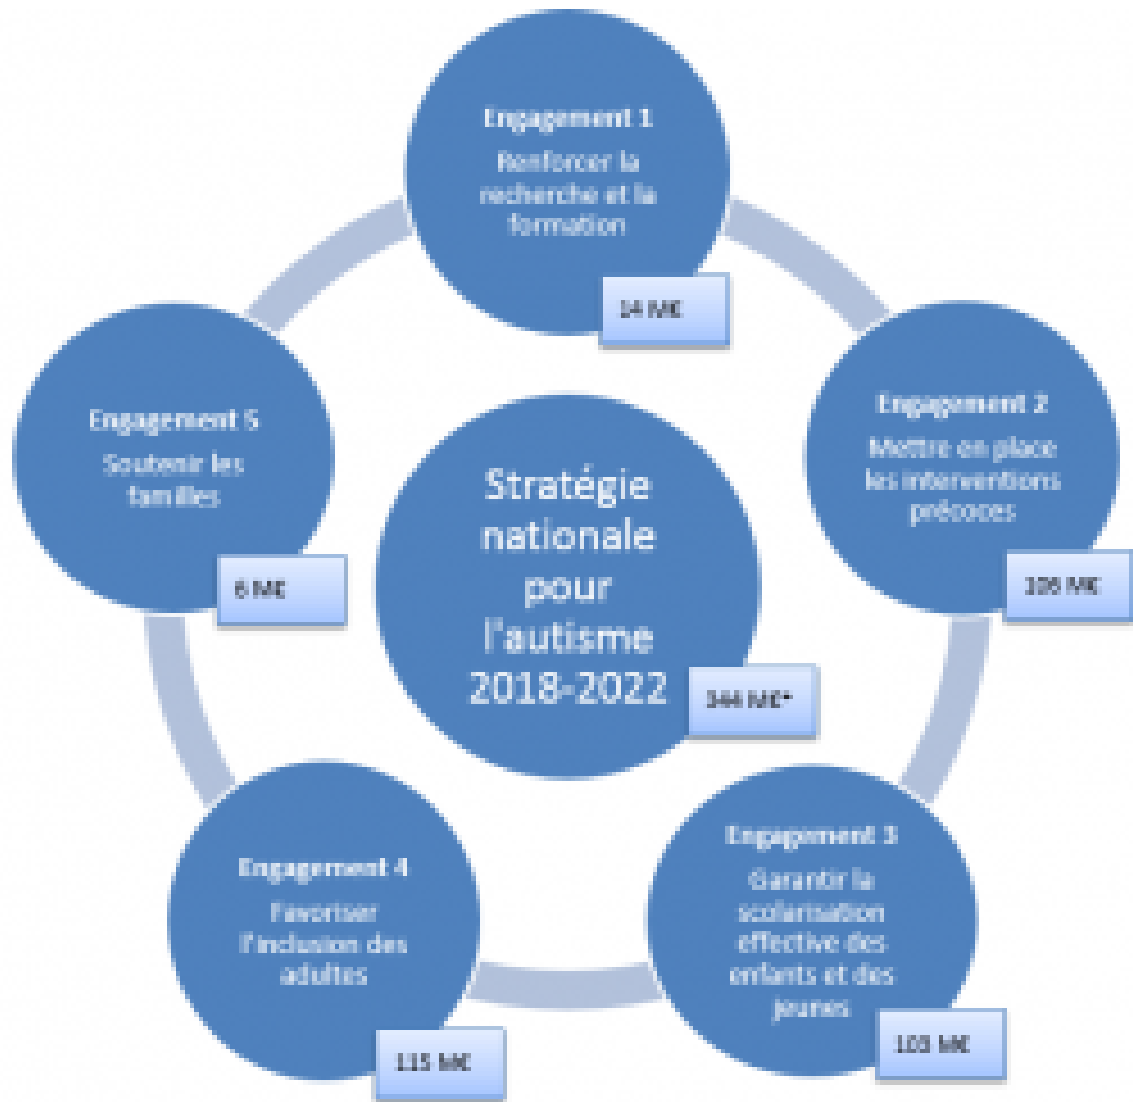 Engagement 1
Renforcer la
recherche et la
formation
14 M€
Engagement 2
Mettre en place
les interventions
précoces
106 M€
Engagement 3
Garantir la
scolarisation
effective des
enfants et des
jeunes
103 M€
Engagement 4
Favoriser
l'inclusion des
adultes
115 M€
Engagement 5
Soutenir les
familles
6 M€
Stratégie
nationale
pour
l'autisme
2018-2022
344 M€*